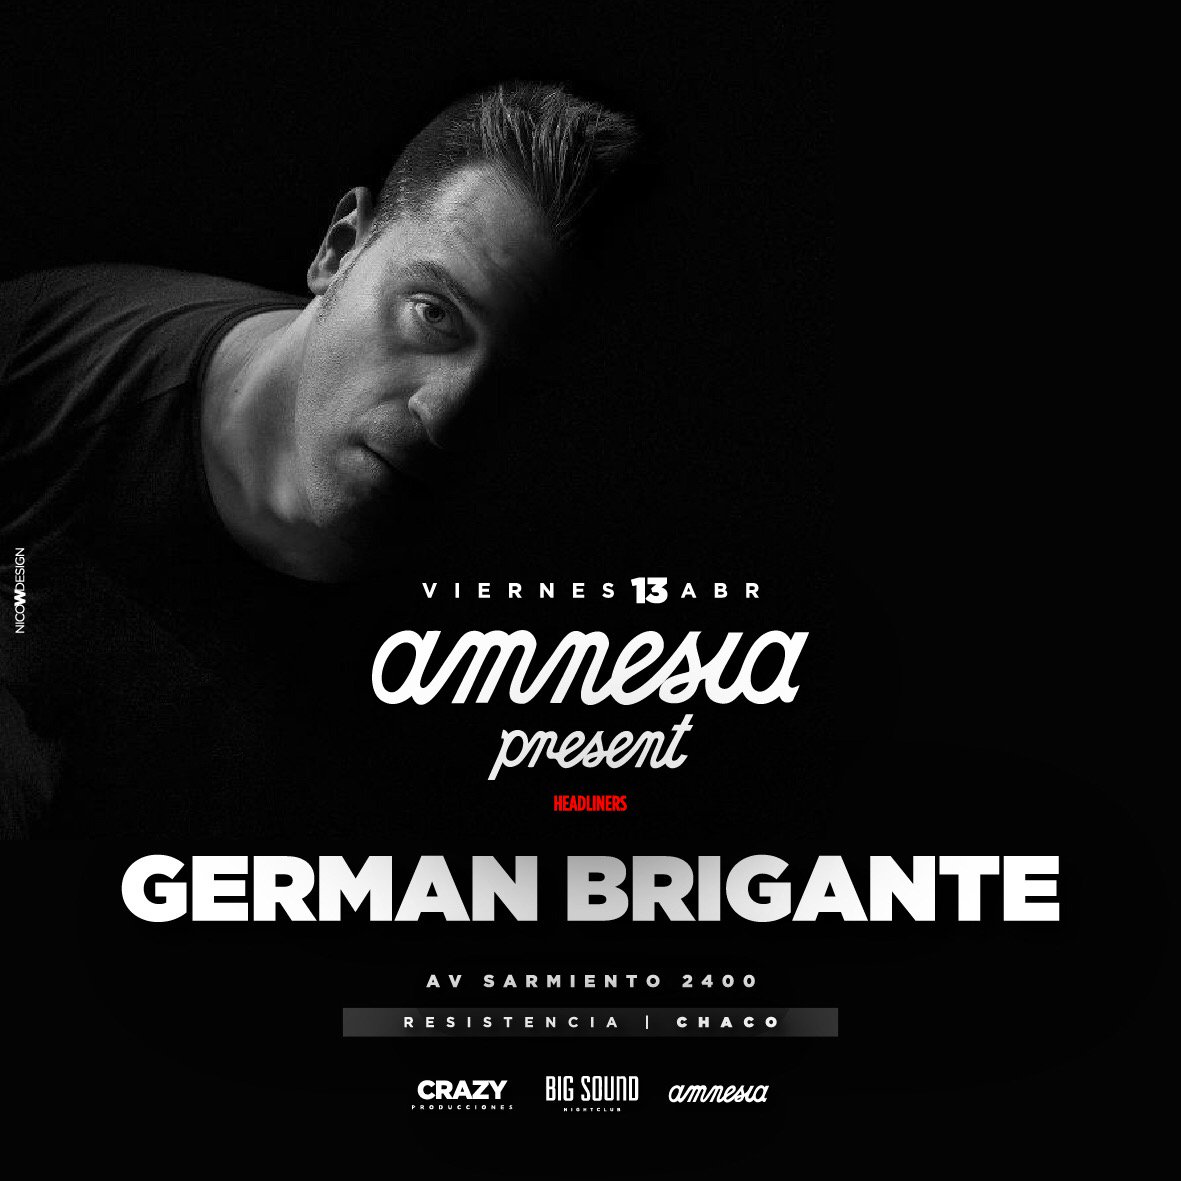 VIERNES 13 ABR
amnesia
present
HEADLINERS
GERMAN BRIGANTE
AV SARMIENTO 2400
RESISTENCIA | CHACO
CRAZY
PRODUCCIONES
BIG SOUND
NIGHTCLUB
amnesia
NICOWDESIGN